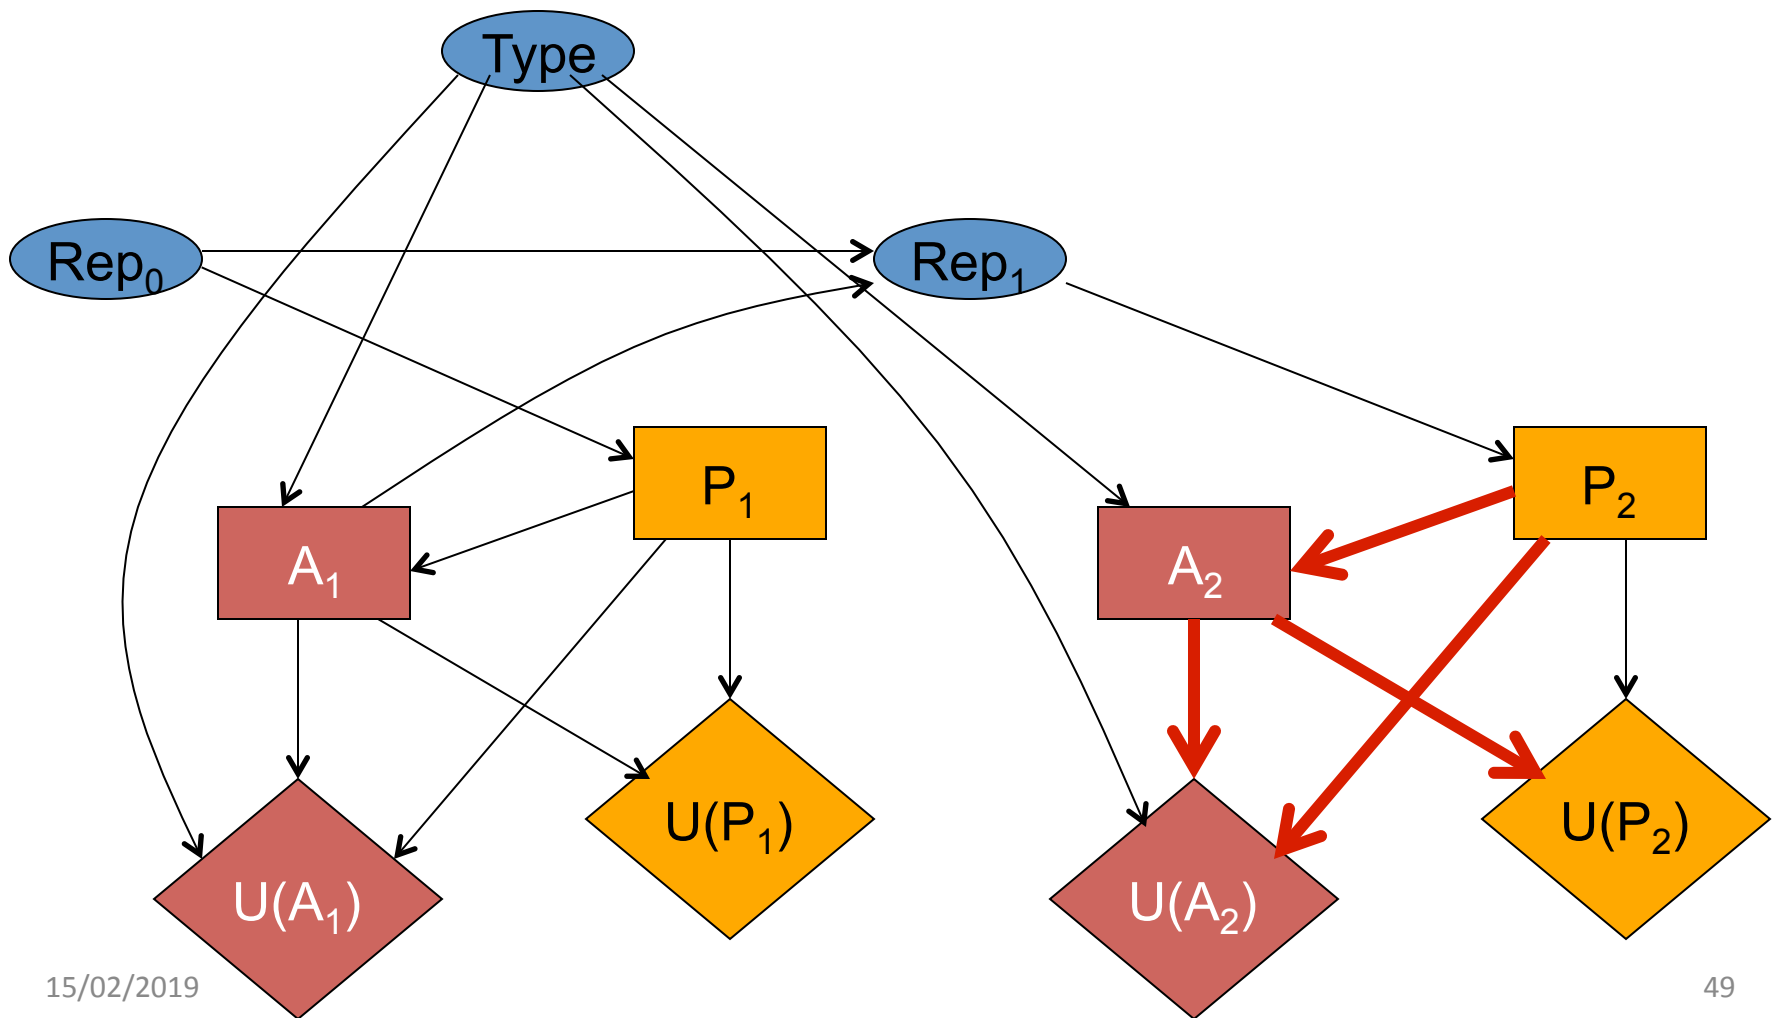 Type
Rep₀
Rep₁
P₁
P₂
A₁
A₂
U(P₁)
U(P₂)
U(A₁)
U(A₂)
15/02/2019
49